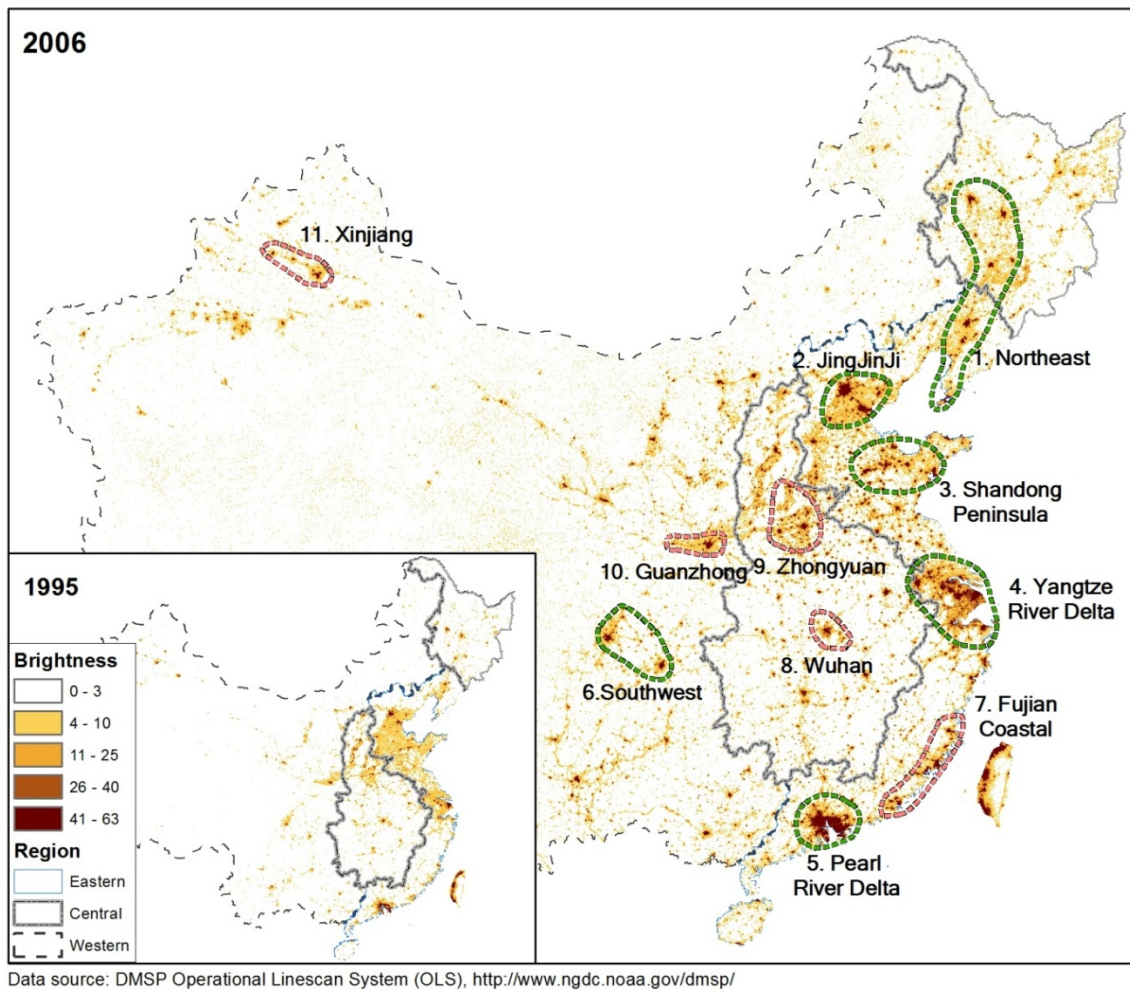 2006
11. Xinjiang
2. JingJinJi
1. Northeast
3. Shandong
Peninsula
10. Guanzhong
9. Zhongyuan
4. Yangtze
River Delta
8. Wuhan
6.Southwest
7. Fujian
Coastal
5. Pearl
River Delta
1995
Brightness
0 - 3
4 - 10
11 - 25
26 - 40
41 - 63
Region
Eastern
Central
Western
Data source: DMSP Operational Linescan System (OLS), http://www.ngdc.noaa.gov/dmsp/